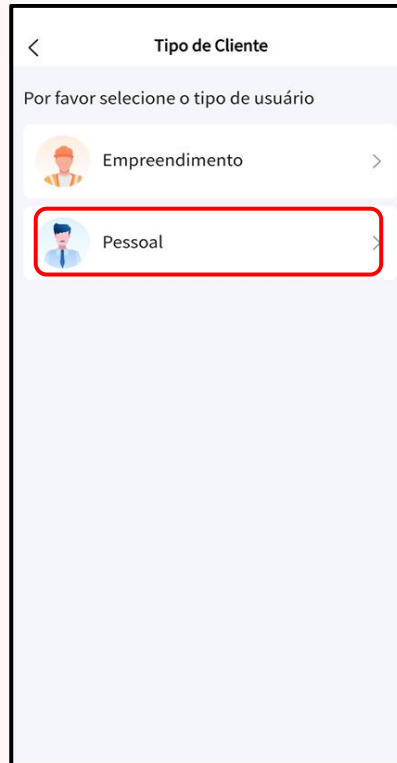 Tipo de Cliente
Por favor selecione o tipo de usuário
Empreendimento
Pessoal